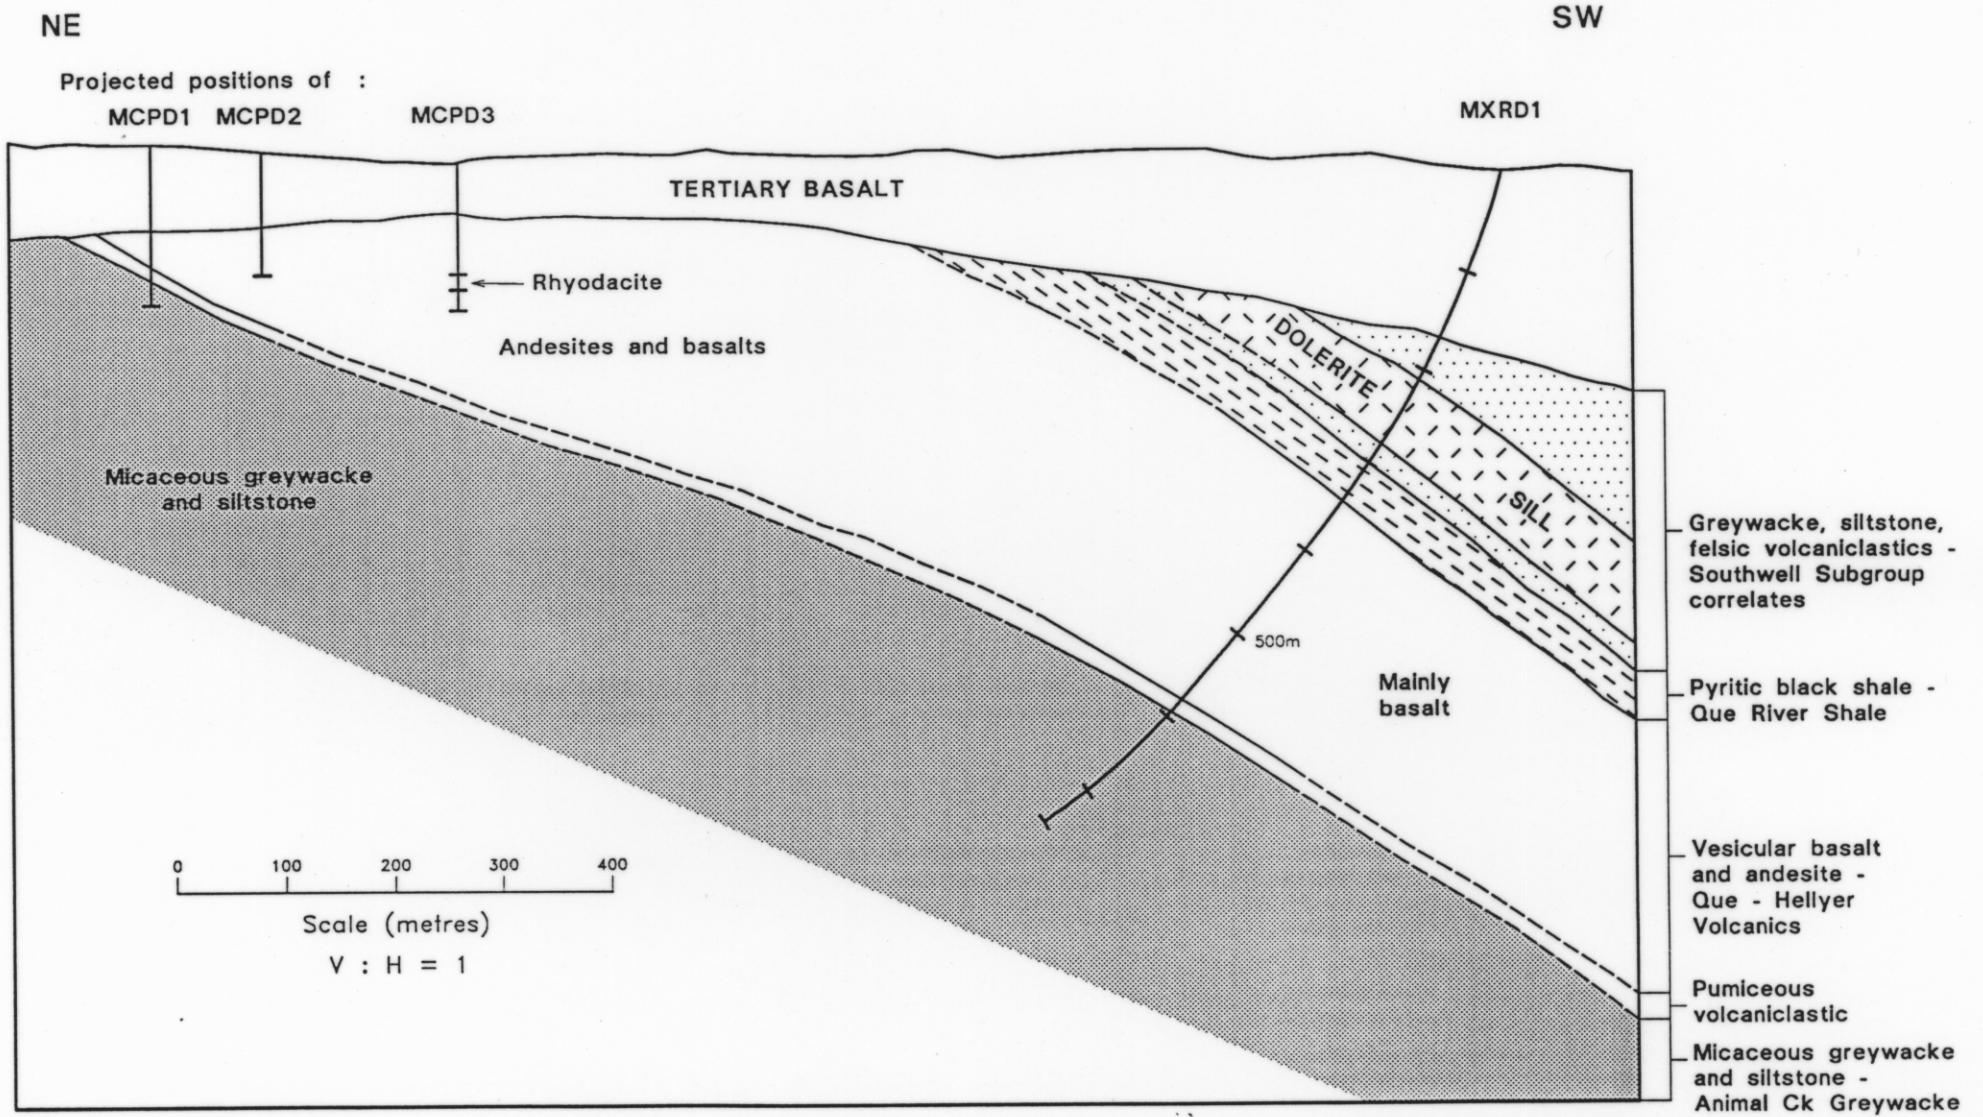 NE
SW
Projected positions of :
MCPD1
MCPD2
MCPD3
MXRD1
TERTIARY BASALT
Rhyodacite
Andesites and basalts
DOLERITE
SILL
Micaceous greywacke
and siltstone
500m
Mainly
basalt
Greywacke, siltstone,
felsic volcaniclastics -
Southwell Subgroup
correlates
Pyritic black shale -
Que River Shale
Vesicular basalt
and andesite -
Que - Hellyer
Volcanics
Pumiceous
volcaniclastic
Micaceous greywacke
and siltstone -
Animal Ck Greywacke
0 100 200 300 400
Scale (metres)
V : H = 1